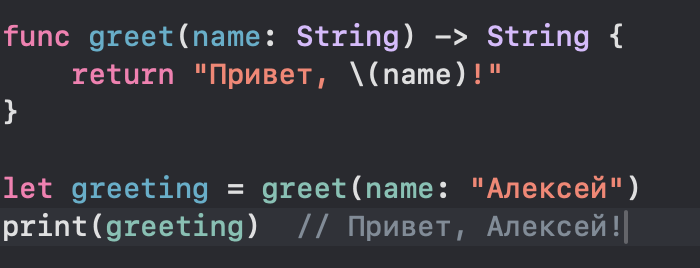 func greet(name: String) -> String {
    return "Привет, \(name)!"
}
let greeting = greet(name: "Алексей")
print(greeting)  // Привет, Алексей!